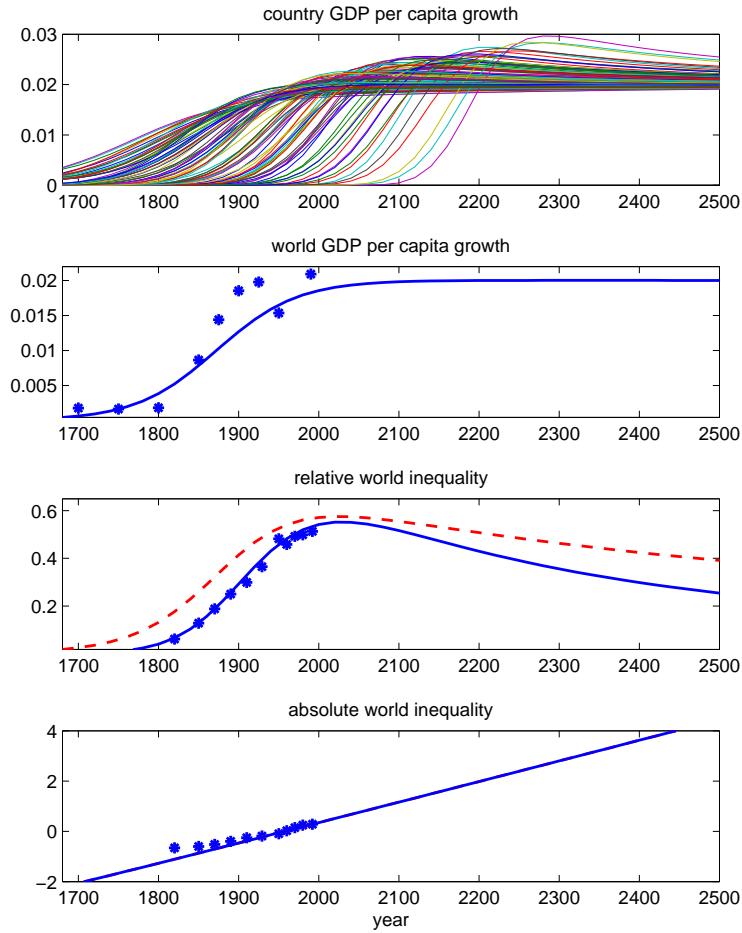 country GDP per capita growth
0.03
0.02
0.01
0
1700 1800 1900 2000 2100 2200 2300 2400 2500
world GDP per capita growth
0.02
0.015
0.01
0.005
1700 1800 1900 2000 2100 2200 2300 2400 2500
relative world inequality
0.6
0.4
0.2
1700 1800 1900 2000 2100 2200 2300 2400 2500
absolute world inequality
4
2
0
−2
1700 1800 1900 2000 2100 2200 2300 2400 2500
year